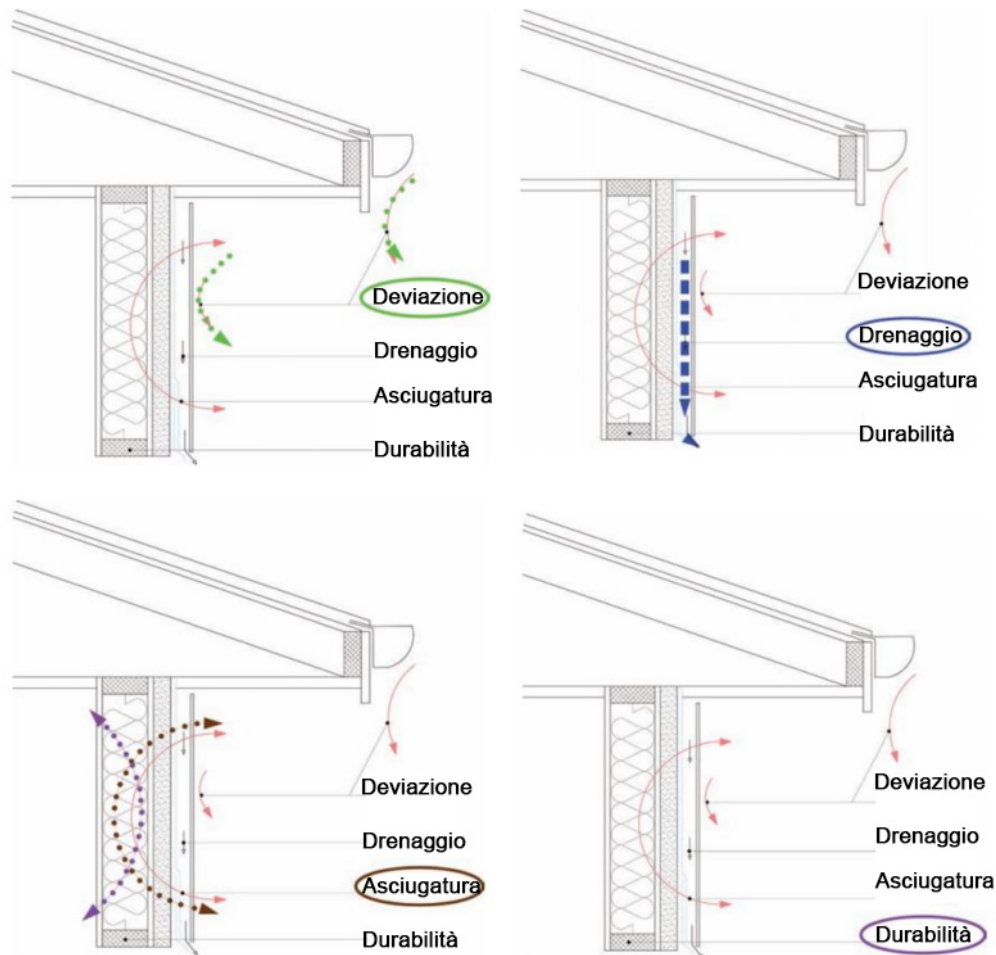 Deviazione
Drenaggio
Asciugatura
Durabilità
Deviazione
Drenaggio
Asciugatura
Durabilità
Deviazione
Drenaggio
Asciugatura
Durabilità
Deviazione
Drenaggio
Asciugatura
Durabilità